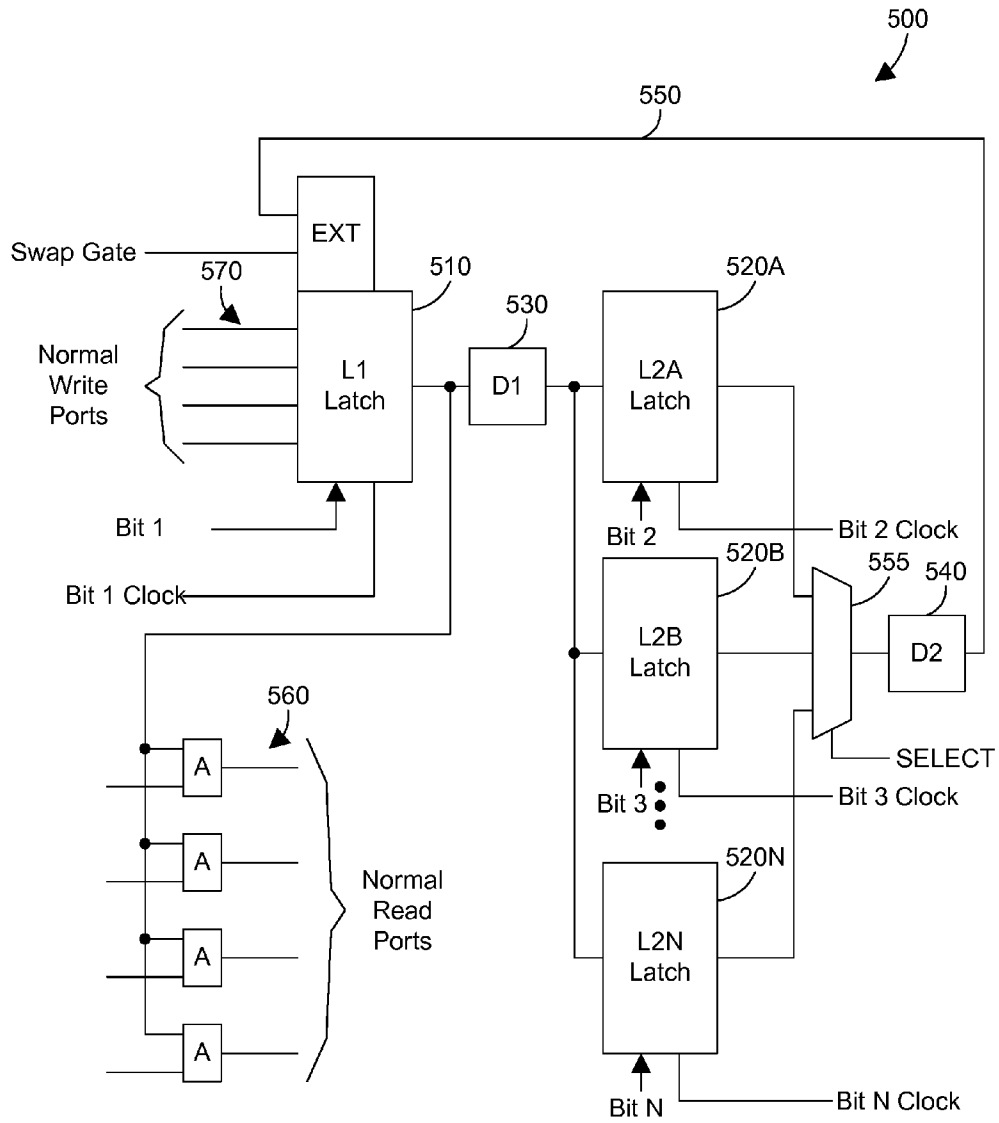 500
550
EXT
Swap Gate
570
510
520A
530
Normal
Write
Ports
L1
Latch
D1
L2A
Latch
Bit 1
Bit 2
Bit 2 Clock
520B
555
540
Bit 1 Clock
L2B
Latch
D2
560
SELECT
A
Bit 3
Bit 3 Clock
A
520N
Normal
Read
Ports
A
L2N
Latch
A
Bit N
Bit N Clock